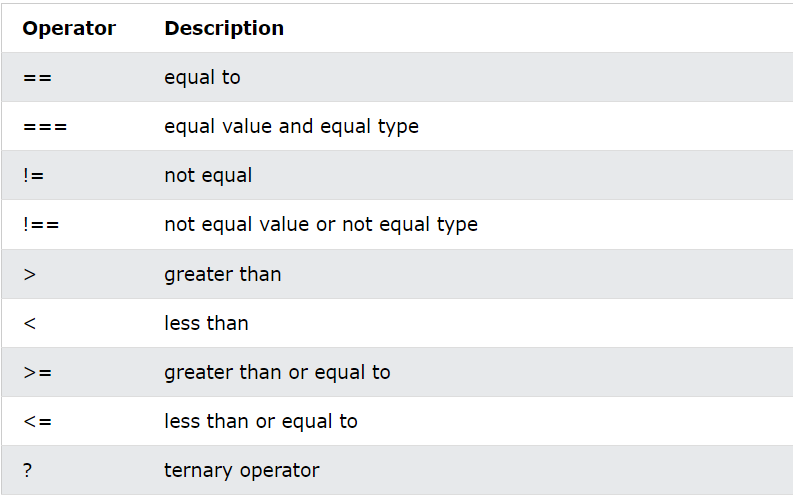 Operator Description
== equal to
=== equal value and equal type
!= not equal
!== not equal value or not equal type
> greater than
< less than
>= greater than or equal to
<= less than or equal to
? ternary operator